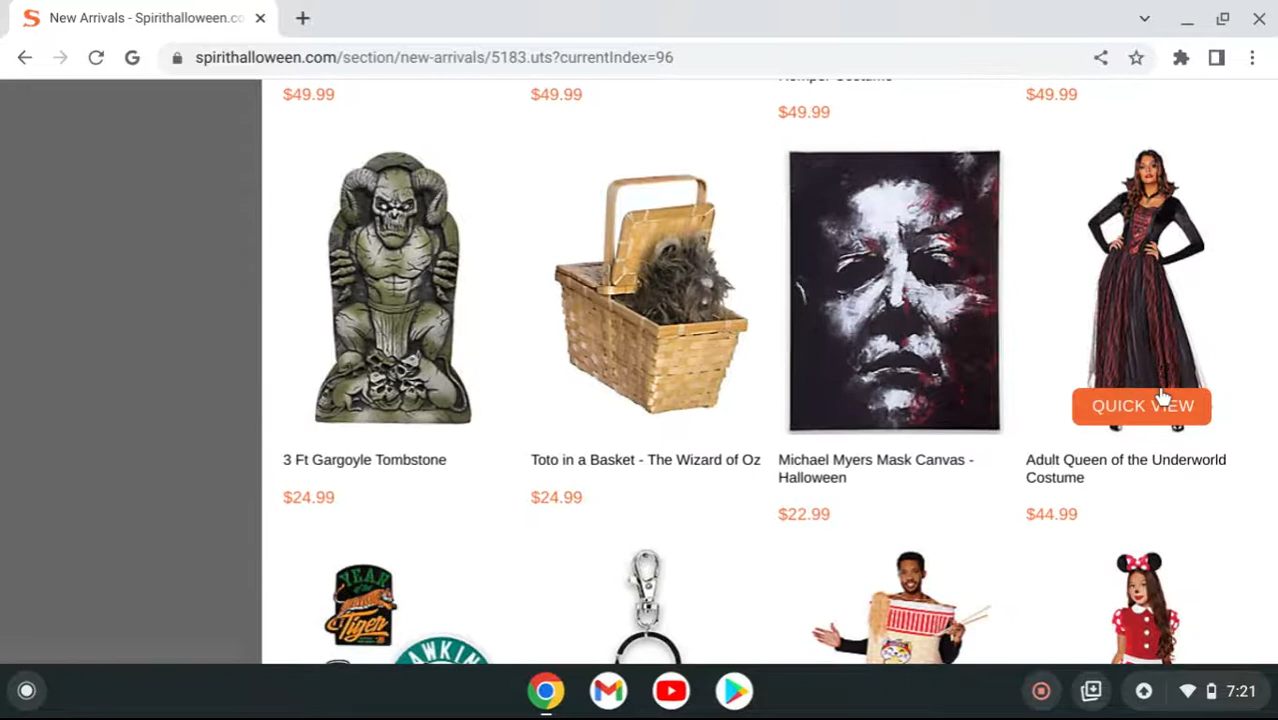 New Arrivals - Spirithalloween.co
spirithalloween.com/section/new-arrivals/5183.uts?currentIndex=96
$49.99
$49.99
Romper Costume
$49.99
$49.99
QUICK VIEW
3 Ft Gargoyle Tombstone
$24.99
Toto in a Basket - The Wizard of Oz
$24.99
Michael Myers Mask Canvas -
Halloween
$22.99
Adult Queen of the Underworld
Costume
$44.99
YEAR
of the
Tiger
HAWKIN
7:21